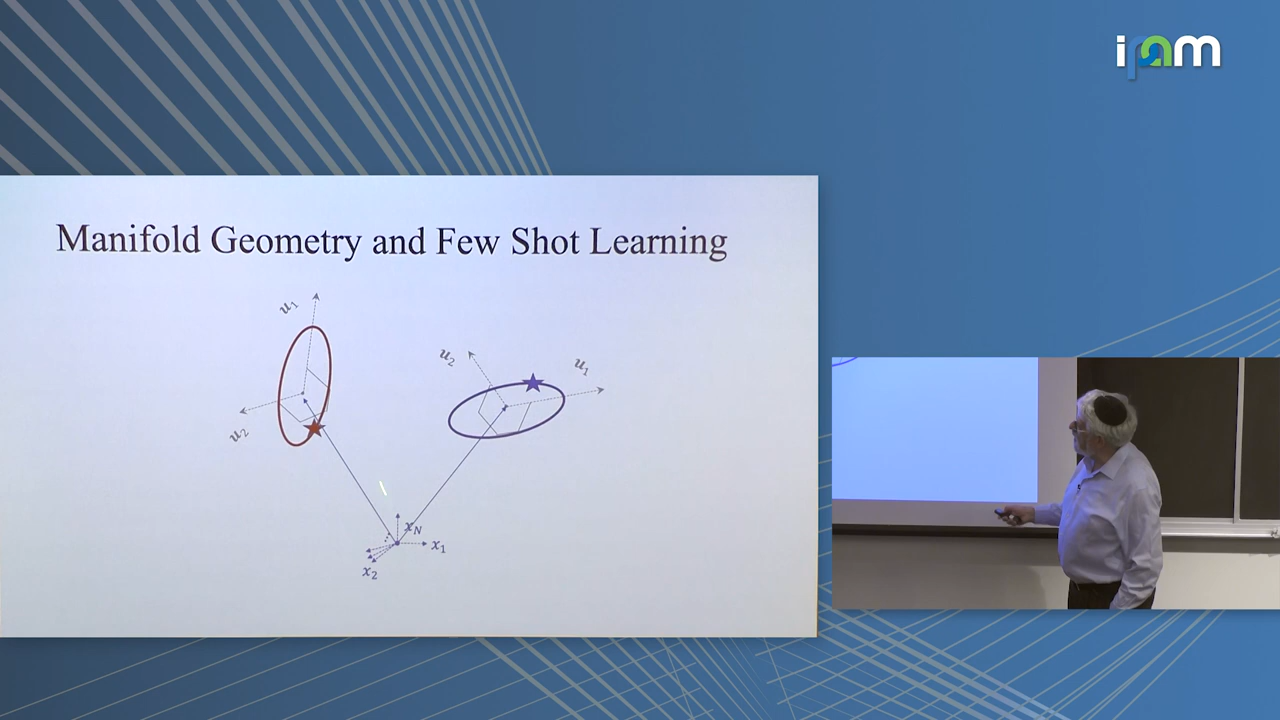 ipam
Manifold Geometry and Few Shot Learning
u1
u2
u2
u1
xN
x1
x2